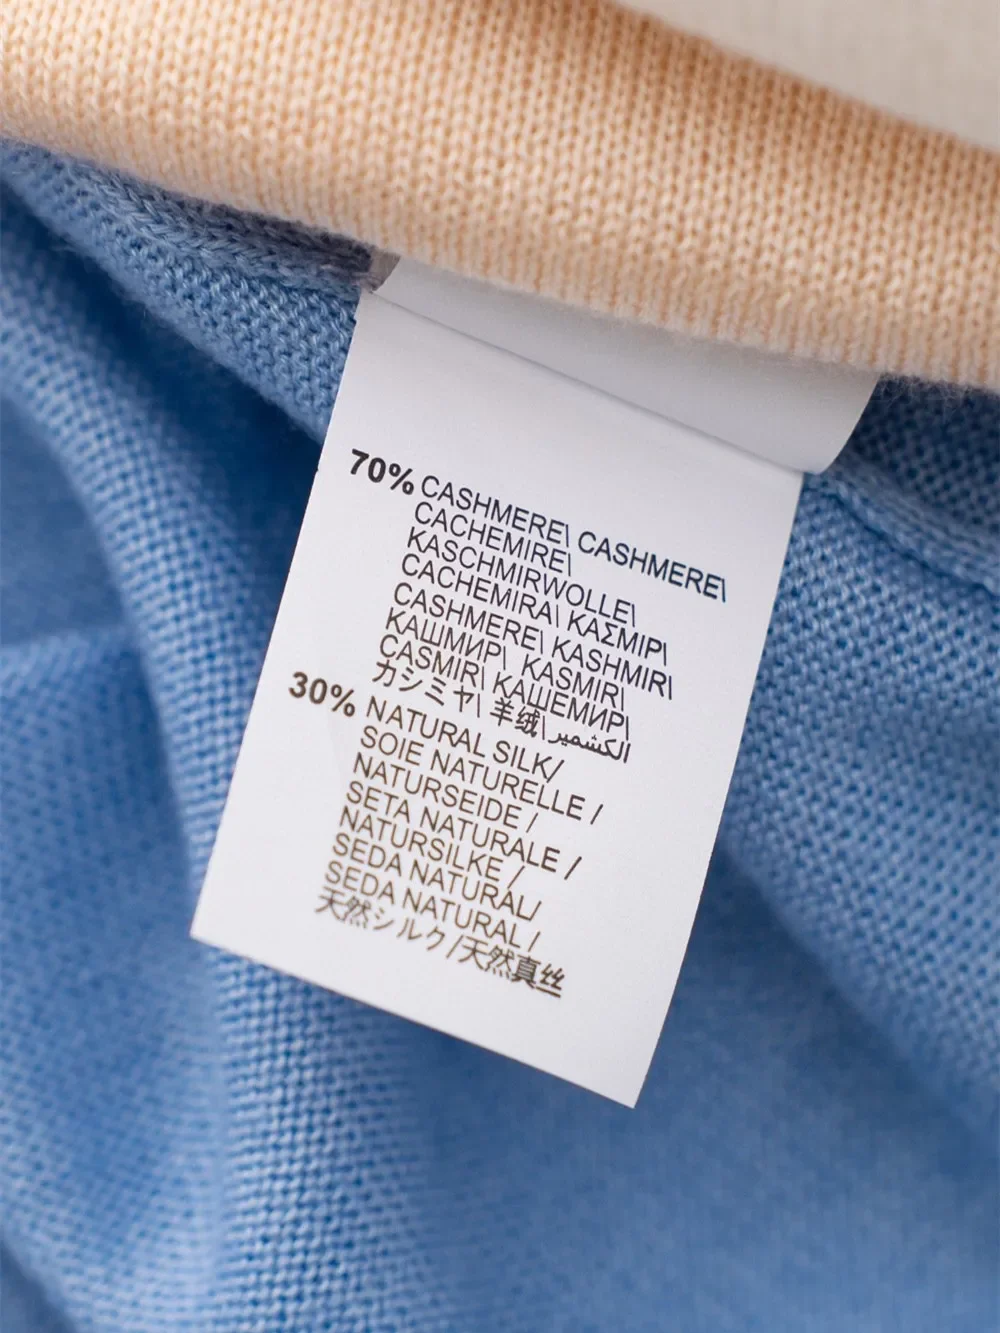 70% CASHMERE\ CASHMERE\
CACHEMIRE\
KASCHMIRWOLLE\
CACHEMIRA\ ΚΑΣΜΙΡ\
CASHMERE\ KASHMIR\
КАШМИР\ KASMIR\
CASMIR\ КАШЕМИР\
カシミヤ\ 羊绒\الكشمير\
30% NATURAL SILK/
SOIE NATURELLE /
NATURSEIDE /
SETA NATURALE /
NATURSILKE /
SEDA NATURAL/
SEDA NATURAL /
天然シルク/天然真丝